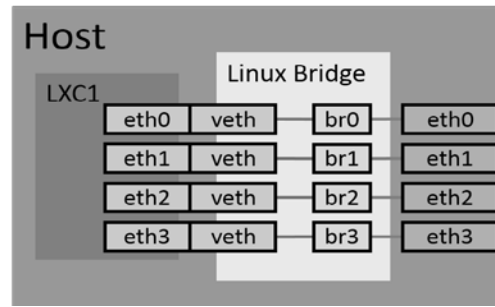 Host
Linux Bridge
LXC1
eth0 veth br0 eth0
eth1 veth br1 eth1
eth2 veth br2 eth2
eth3 veth br3 eth3